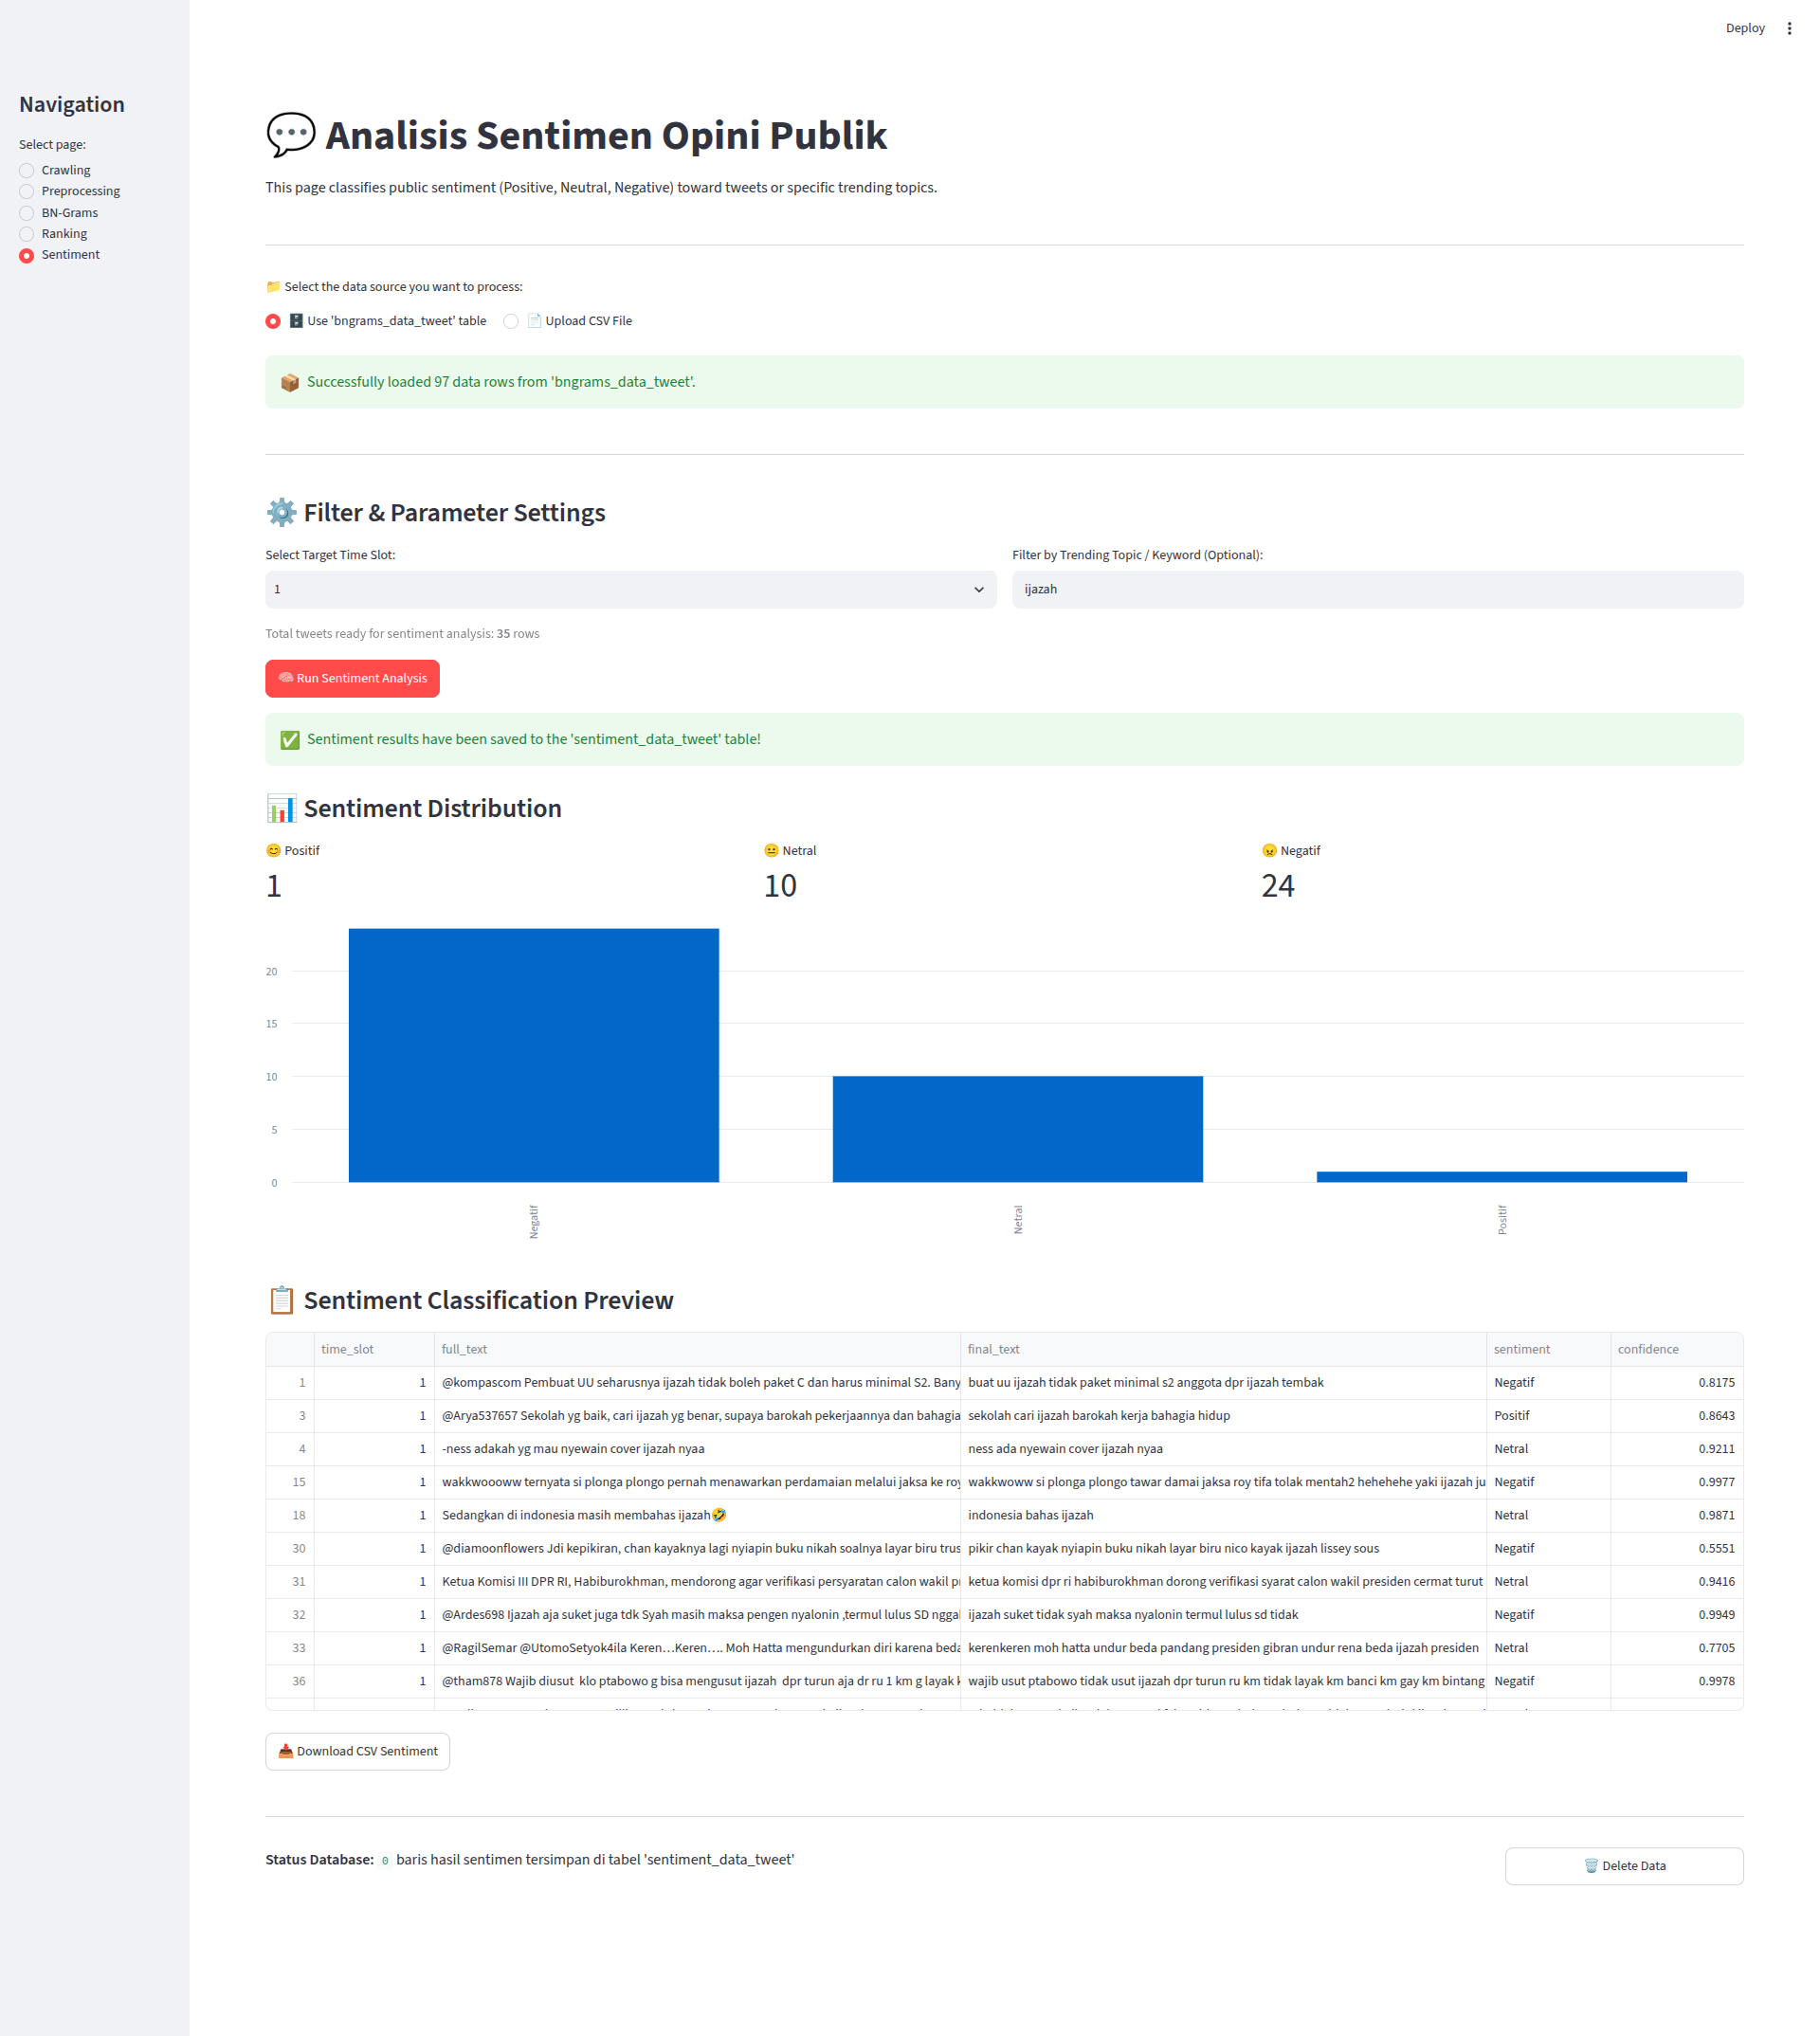 Deploy
Navigation
Select page:
Crawling
Preprocessing
BN-Grams
Ranking
Sentiment
💬 Analisis Sentimen Opini Publik
This page classifies public sentiment (Positive, Neutral, Negative) toward tweets or specific trending topics.
📁 Select the data source you want to process:
🗄️ Use 'bngrams_data_tweet' table 📄 Upload CSV File
📦 Successfully loaded 97 data rows from 'bngrams_data_tweet'.
⚙️ Filter & Parameter Settings
Select Target Time Slot: Filter by Trending Topic / Keyword (Optional):
1 ijazah
Total tweets ready for sentiment analysis: 35 rows
🧠 Run Sentiment Analysis
✅ Sentiment results have been saved to the 'sentiment_data_tweet' table!
📊 Sentiment Distribution
😊 Positif 😐 Netral 😠 Negatif
1 10 24
20
15
10
5
0
Negatif Netral Positif
📋 Sentiment Classification Preview
time_slot full_text final_text sentiment confidence
1 1 @kompascom Pembuat UU seharusnya ijazah tidak boleh paket C dan harus minimal S2. Bany buat uu ijazah tidak paket minimal s2 anggota dpr ijazah tembak Negatif 0.8175
3 1 @Arya537657 Sekolah yg baik, cari ijazah yg benar, supaya barokah pekerjaannya dan bahagia sekolah cari ijazah barokah kerja bahagia hidup Positif 0.8643
4 1 -ness adakah yg mau nyewain cover ijazah nyaa ness ada nyewain cover ijazah nyaa Netral 0.9211
15 1 wakkwoooww ternyata si plonga plongo pernah menawarkan perdamaian melalui jaksa ke roy wakkwoww si plonga plongo tawar damai jaksa roy tifa tolak mentah2 hehehehe yaki ijazah ju Negatif 0.9977
18 1 Sedangkan di indonesia masih membahas ijazah🤣 indonesia bahas ijazah Netral 0.9871
30 1 @diamoonflowers Jdi kepikiran, chan kayaknya lagi nyiapin buku nikah soalnya layar biru trus pikir chan kayak nyiapin buku nikah layar biru nico kayak ijazah lissey sous Negatif 0.5551
31 1 Ketua Komisi III DPR RI, Habiburokhman, mendorong agar verifikasi persyaratan calon wakil pr ketua komisi dpr ri habiburokhman dorong verifikasi syarat calon wakil presiden cermat turut Netral 0.9416
32 1 @Ardes698 Ijazah aja suket juga tdk Syah masih maksa pengen nyalonin ,termul lulus SD nggal ijazah suket tidak syah maksa nyalonin termul lulus sd tidak Negatif 0.9949
33 1 @RagilSemar @UtomoSetyok4ila Keren…Keren…. Moh Hatta mengundurkan diri karena beda kerenkeren moh hatta undur beda pandang presiden gibran undur rena beda ijazah presiden Netral 0.7705
36 1 @tham878 Wajib diusut klo ptabowo g bisa mengusut ijazah dpr turun aja dr ru 1 km g layak k wajib usut ptabowo tidak usut ijazah dpr turun ru km tidak layak km banci km gay km bintang Negatif 0.9978
📥 Download CSV Sentiment
Status Database: 0 baris hasil sentimen tersimpan di tabel 'sentiment_data_tweet'
🗑️ Delete Data